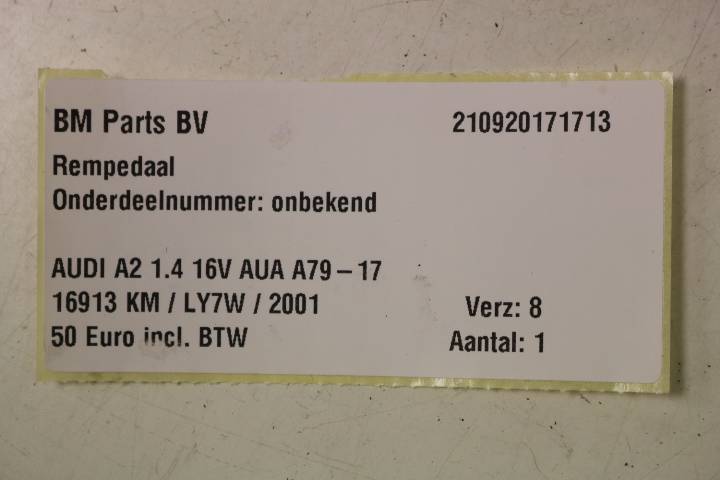 BM Parts BV 210920171713
Rempedaal
Onderdeelnummer: onbekend
AUDI A2 1.4 16V AUA A79 – 17
16913 KM / LY7W / 2001 Verz: 8
50 Euro incl. BTW Aantal: 1